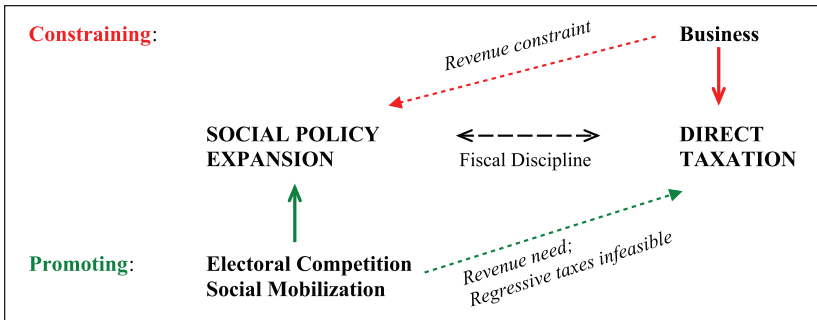 Constraining:
Revenue constraint
Business
SOCIAL POLICY
EXPANSION
Fiscal Discipline
DIRECT
TAXATION
Promoting:
Electoral Competition
Social Mobilization
Revenue need;
Regressive taxes infeasible